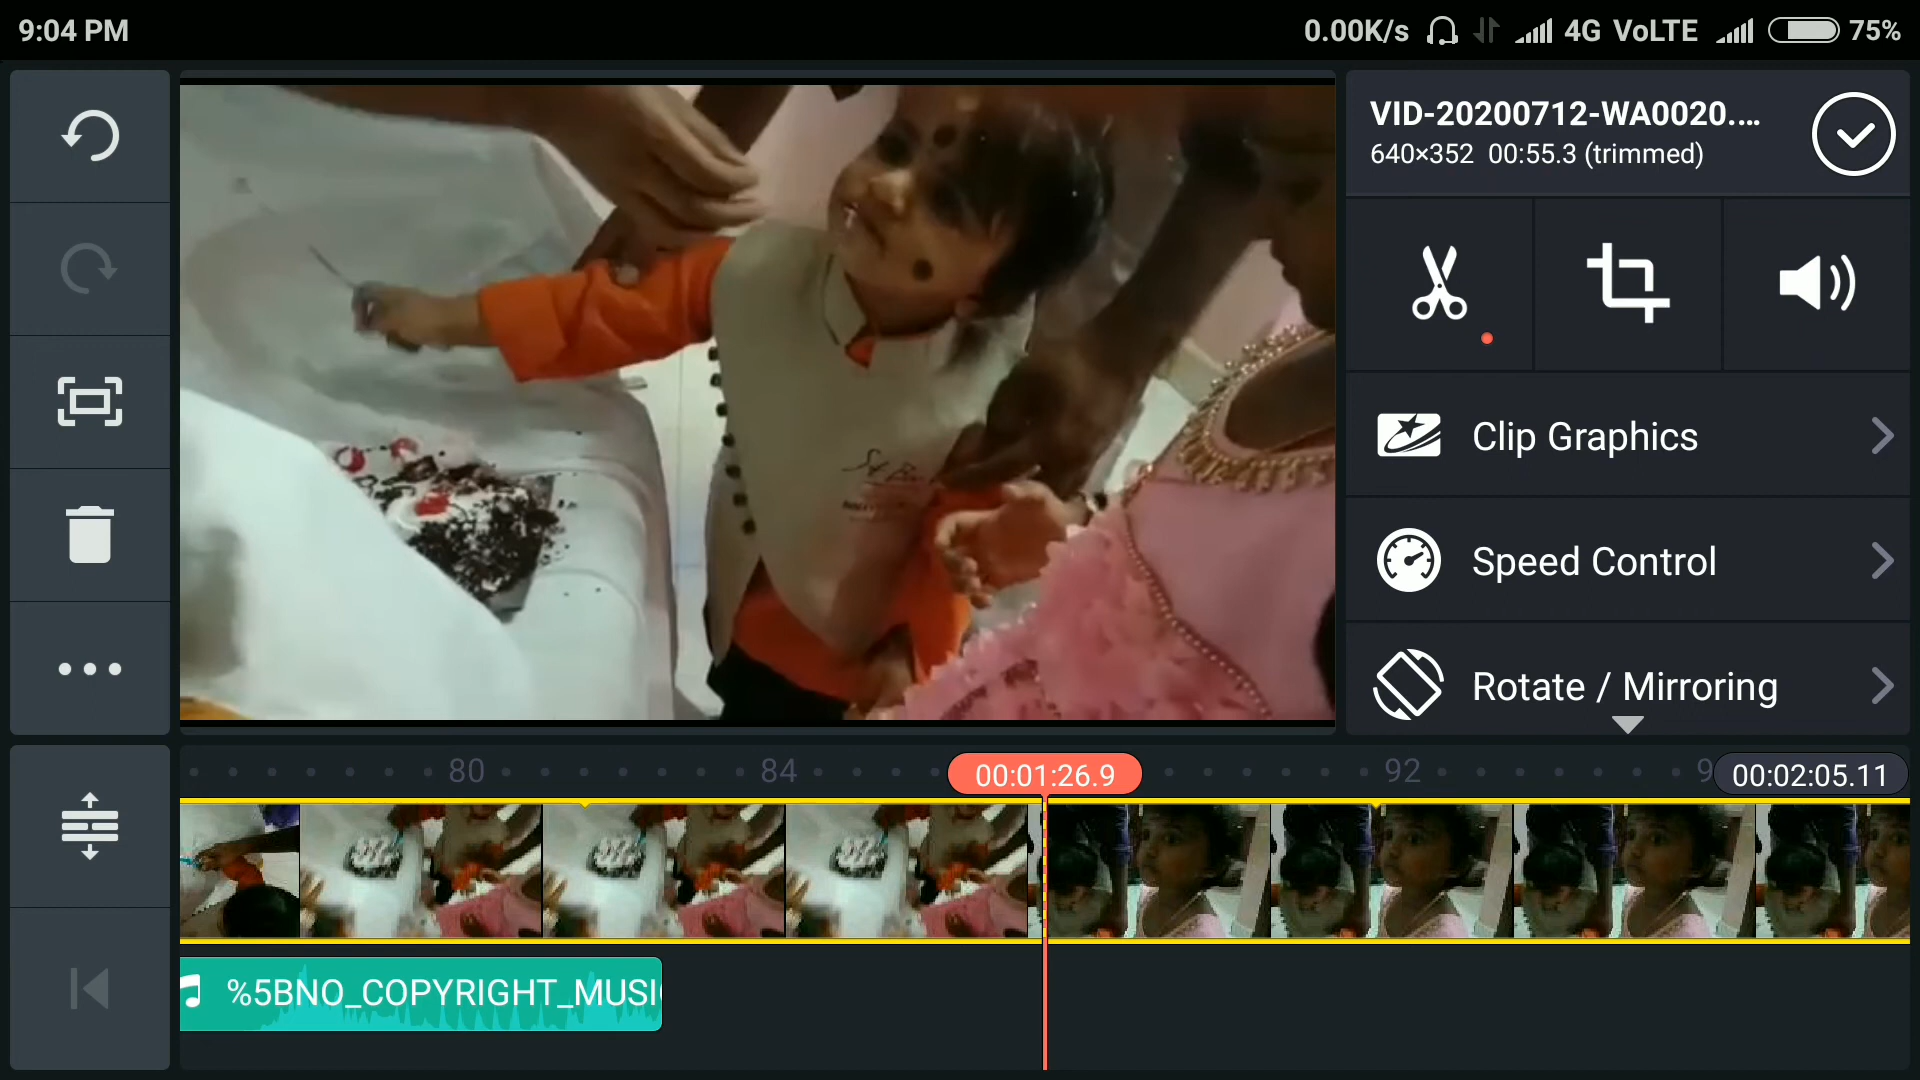 9:04 PM
0.00K/s 4G VoLTE 75%
VID-20200712-WA0020....
640×352 00:55.3 (trimmed)
Clip Graphics
Speed Control
Rotate / Mirroring
80 84 00:01:26.9 92 9 00:02:05.11
%5BNO_COPYRIGHT_MUSI